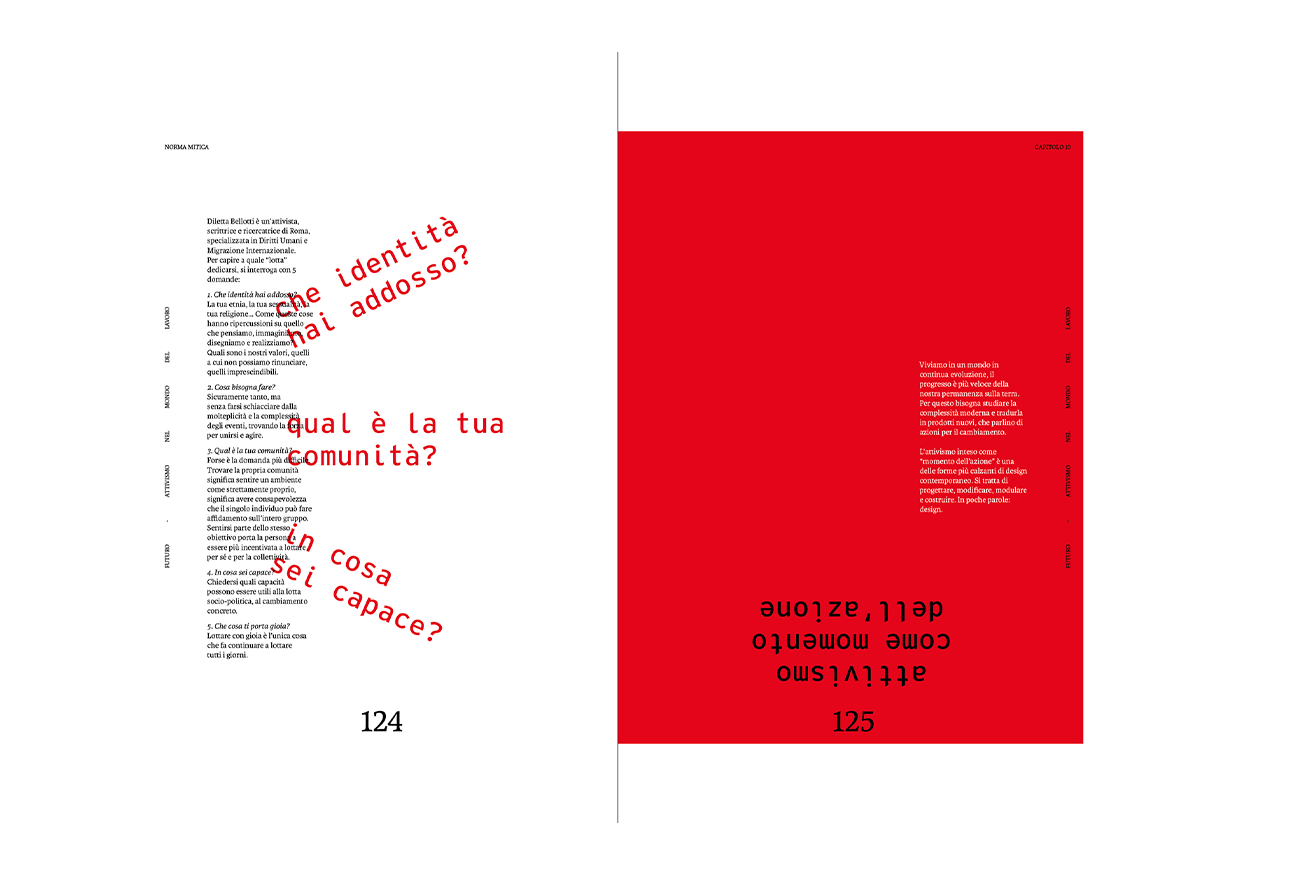 NORMA MITICA
Diletta Bellotti è un'attivista,
scrittrice e ricercatrice di Roma,
specializzata in Diritti Umani e
Migrazione Internazionale.
Per capire a quale "lotta"
dedicarsi, si interroga con 5
domande:
1. Che identità hai addosso?
La tua etnia, la tua sessualità, la
tua religione... Come queste cose
hanno ripercussioni su quello
che pensiamo, immaginiamo,
disegniamo e realizziamo?
Quali sono i nostri valori, quelli
a cui non possiamo rinunciare,
quelli imprescindibili.
2. Cosa bisogna fare?
Sicuramente tanto, ma
senza farsi schiacciare dalla
molteplicità e la complessità
degli eventi, trovando la forza
per unirsi e agire.
3. Qual è la tua comunità?
Forse è la domanda più difficile.
Trovare la propria comunità
significa sentire un ambiente
come strettamente proprio,
significa avere consapevolezza
che il singolo individuo può fare
affidamento sull'intero gruppo.
Sentirsi parte dello stesso
obiettivo porta la persona a
essere più incentivata a lottare,
per sé e per la collettività.
4. In cosa sei capace?
Chiedersi quali capacità
possono essere utili alla lotta
socio-politica, al cambiamento
concreto.
5. Che cosa ti porta gioia?
Lottare con gioia è l'unica cosa
che fa continuare a lottare
tutti i giorni.
che identità
hai addosso?
qual è la tua
comunità?
in cosa
sei capace?
FUTURO - ATTIVISMO NEL MONDO DEL LAVORO
124
CAPITOLO 10
Viviamo in un mondo in
continua evoluzione, il
progresso è più veloce della
nostra permanenza sulla terra.
Per questo bisogna studiare la
complessità moderna e tradurla
in prodotti nuovi, che parlino di
azioni per il cambiamento.
L'attivismo inteso come
"momento dell'azione" è una
delle forme più calzanti di design
contemporaneo. Si tratta di
progettare, modificare, modulare
e costruire. In poche parole:
design.
FUTURO - ATTIVISMO NEL MONDO DEL LAVORO
attivismo
come momento
dell'azione
125